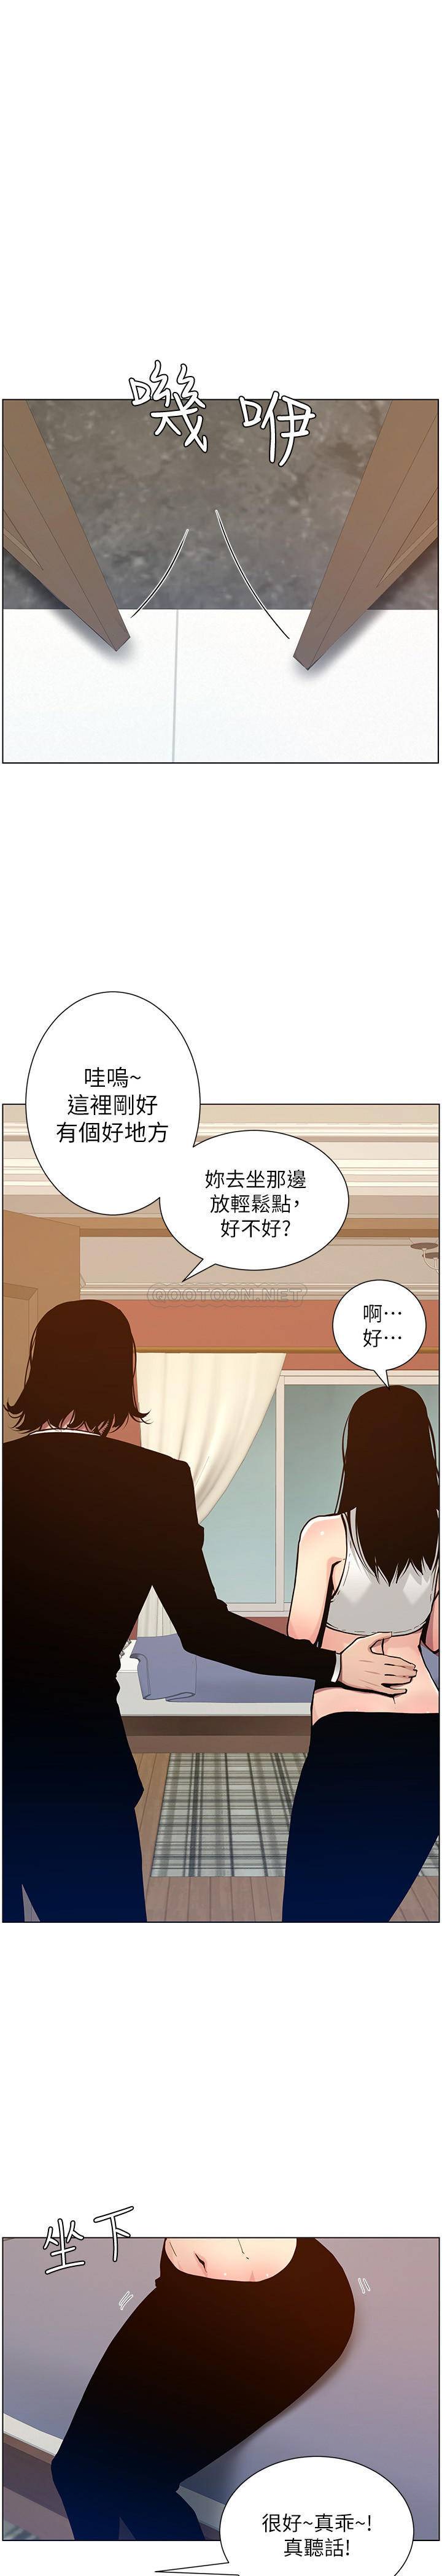 嘰咿
哇嗚~
這裡剛好
有個好地方
妳去坐那邊
放輕鬆點，
好不好?
TOPTOON.NET
啊…
好…
坐下
很好~真乖~!
真聽話!